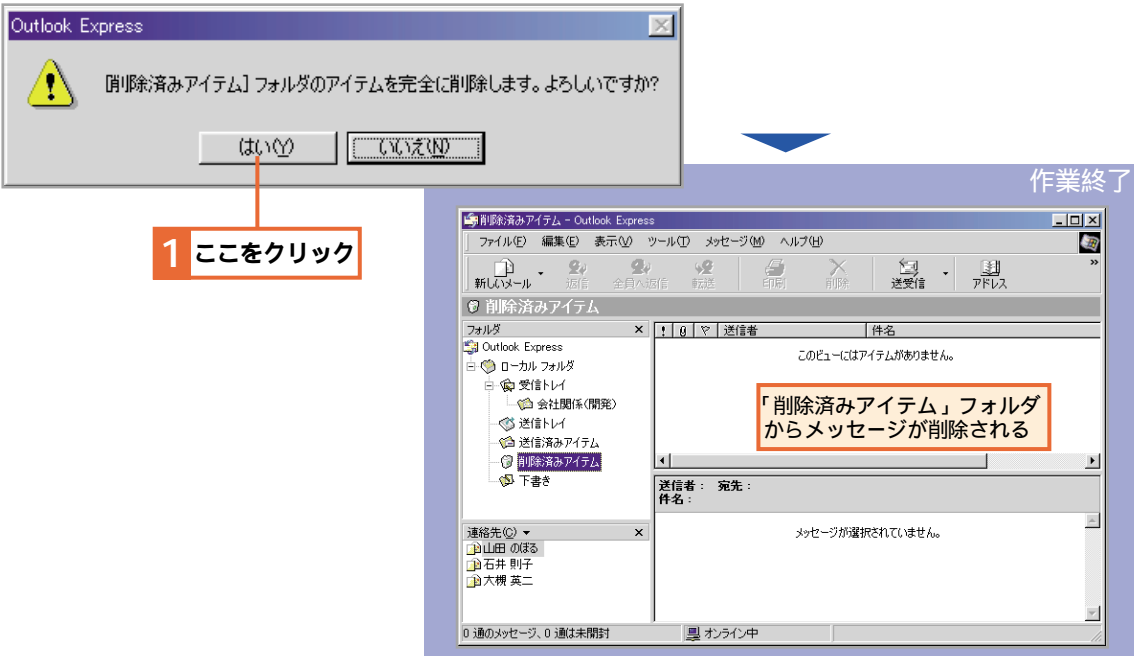 Outlook Express
[削除済みアイテム] フォルダのアイテムを完全に削除します。よろしいですか?
はい(Y)
いいえ(N)
1 ここをクリック
作業終了
削除済みアイテム - Outlook Express
ファイル(F) 編集(E) 表示(V) ツール(T) メッセージ(M) ヘルプ(H)
新しいメール 返信 全員へ返信 転送 印刷 削除 送受信 アドレス »
削除済みアイテム
フォルダ
! 送信者 件名
Outlook Express
このビューにはアイテムがありません。
ローカル フォルダ
受信トレイ
会社関係(開発)
送信トレイ
送信済みアイテム
削除済みアイテム
下書き
「削除済みアイテム」フォルダ
からメッセージが削除される
送信者: 宛先:
件名:
メッセージが選択されていません。
連絡先(C)
山田 のぼる
石井 則子
大槻 英二
0 通のメッセージ、0 通は未開封
オンライン中